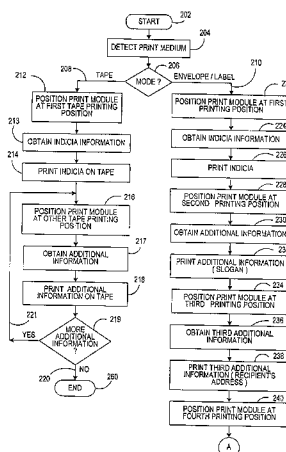 START
202
DETECT PRINT MEDIUM
204
206
208
TAPE
MODE ?
ENVELOPE / LABEL
210
212
POSITION PRINT MODULE
AT FIRST TAPE PRINTING
POSITION
213
OBTAIN INDICIA INFORMATION
214
PRINT INDICIA ON TAPE
216
POSITION PRINT MODULE
AT OTHER TAPE PRINTING
POSITION
217
OBTAIN ADDITIONAL
INFORMATION
218
PRINT ADDITIONAL
INFORMATION ON TAPE
221
219
YES
MORE
ADDITIONAL
INFORMATION
?
220
NO
END
260
POSITION PRINT MODULE AT FIRST
PRINTING POSITION
OBTAIN INDICIA INFORMATION
PRINT INDICIA
228
POSITION PRINT MODULE AT
SECOND PRINTING POSITION
230
OBTAIN ADDITIONAL INFORMATION
PRINT ADDITIONAL INFORMATION
( SLOGAN )
234
POSITION PRINT MODULE AT
THIRD PRINTING POSITION
236
OBTAIN THIRD ADDITIONAL
INFORMATION
238
PRINT THIRD ADDITIONAL
INFORMATION ( RECIPIENT'S
ADDRESS )
240
POSITION PRINT MODULE AT
FOURTH PRINTING POSITION
A